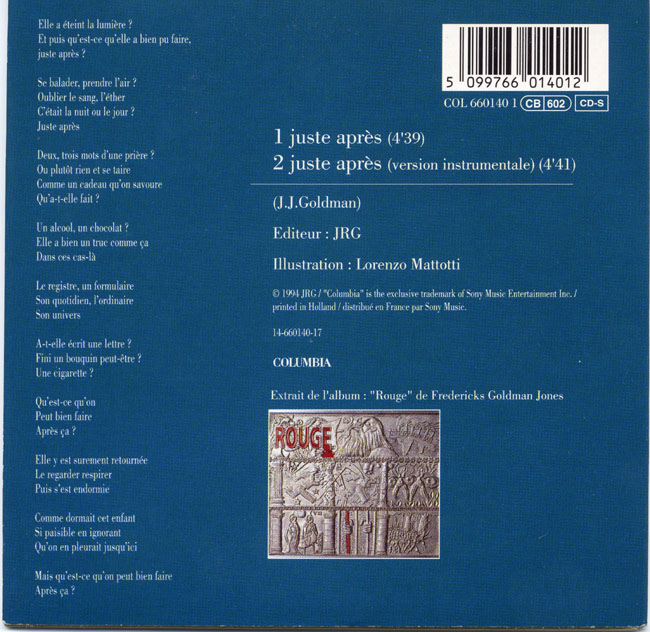 Elle a éteint la lumière ?
Et puis qu'est-ce qu'elle a bien pu faire,
juste après ?
Se balader, prendre l'air ?
Oublier le sang, l'éther
C'était la nuit ou le jour ?
Juste après
Deux, trois mots d'une prière ?
Ou plutôt rien et se taire
Comme un cadeau qu'on savoure
Qu'a-t-elle fait ?
Un alcool, un chocolat ?
Elle a bien un truc comme ça
Dans ces cas-là
Le registre, un formulaire
Son quotidien, l'ordinaire
Son univers
A-t-elle écrit une lettre ?
Fini un bouquin peut-être ?
Une cigarette ?
Qu'est-ce qu'on
Peut bien faire
Après ça ?
Elle y est surement retournée
Le regarder respirer
Puis s'est endormie
Comme dormait cet enfant
Si paisible en ignorant
Qu'on en pleurait jusqu'ici
Mais qu'est-ce qu'on peut bien faire
Après ça ?
5 099766 014012
COL 660140 1 CB 602 CD-S
1 juste après (4'39)
2 juste après (version instrumentale) (4'41)
(J.J.Goldman)
Editeur : JRG
Illustration : Lorenzo Mattotti
© 1994 JRG / "Columbia" is the exclusive trademark of Sony Music Entertainment Inc. /
printed in Holland / distribué en France par Sony Music.
14-660140-17
COLUMBIA
Extrait de l'album : "Rouge" de Fredericks Goldman Jones
ROUGE